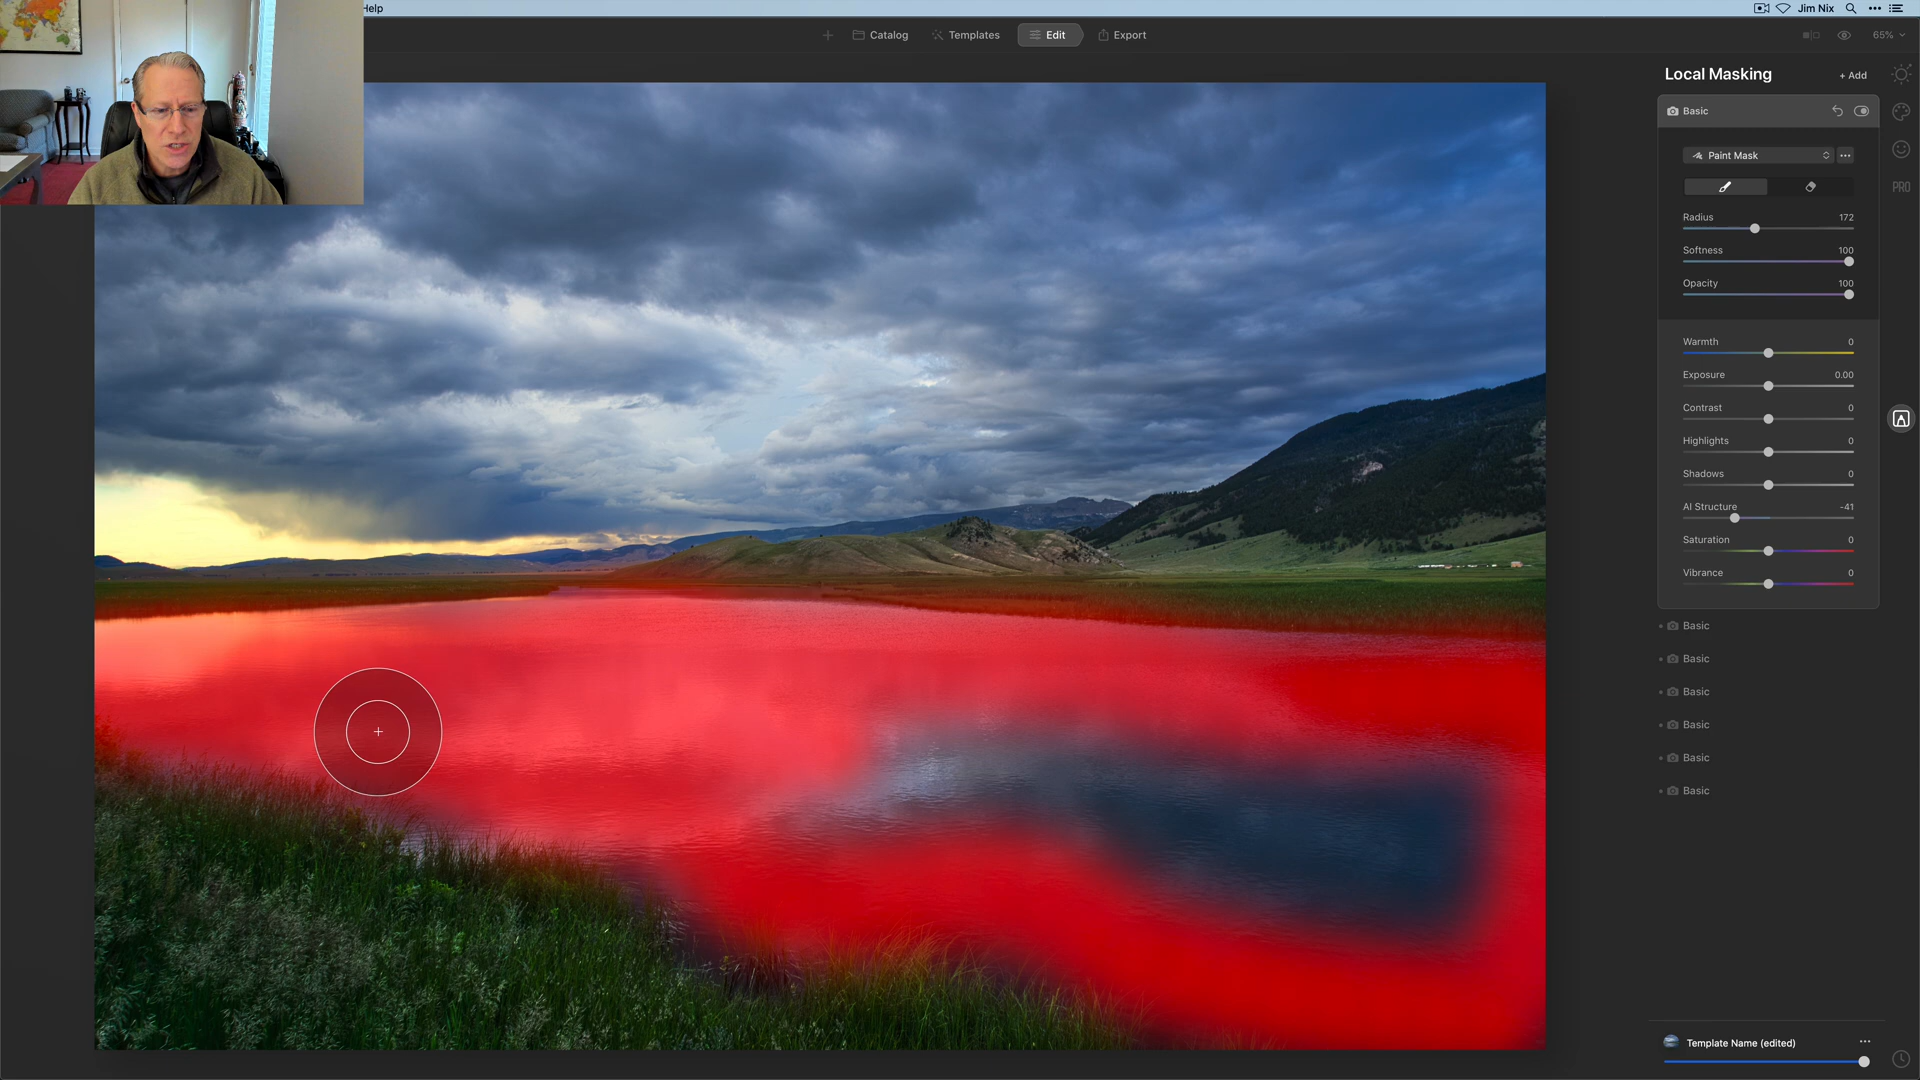 Help
Jim Nix
Catalog
Templates
Edit
Export
65%
Local Masking
+ Add
Basic
Paint Mask
Radius 172
Softness 100
Opacity 100
Warmth 0
Exposure 0.00
Contrast 0
Highlights 0
Shadows 0
AI Structure -41
Saturation 0
Vibrance 0
PRO
Basic
Basic
Basic
Basic
Basic
Basic
Template Name (edited)